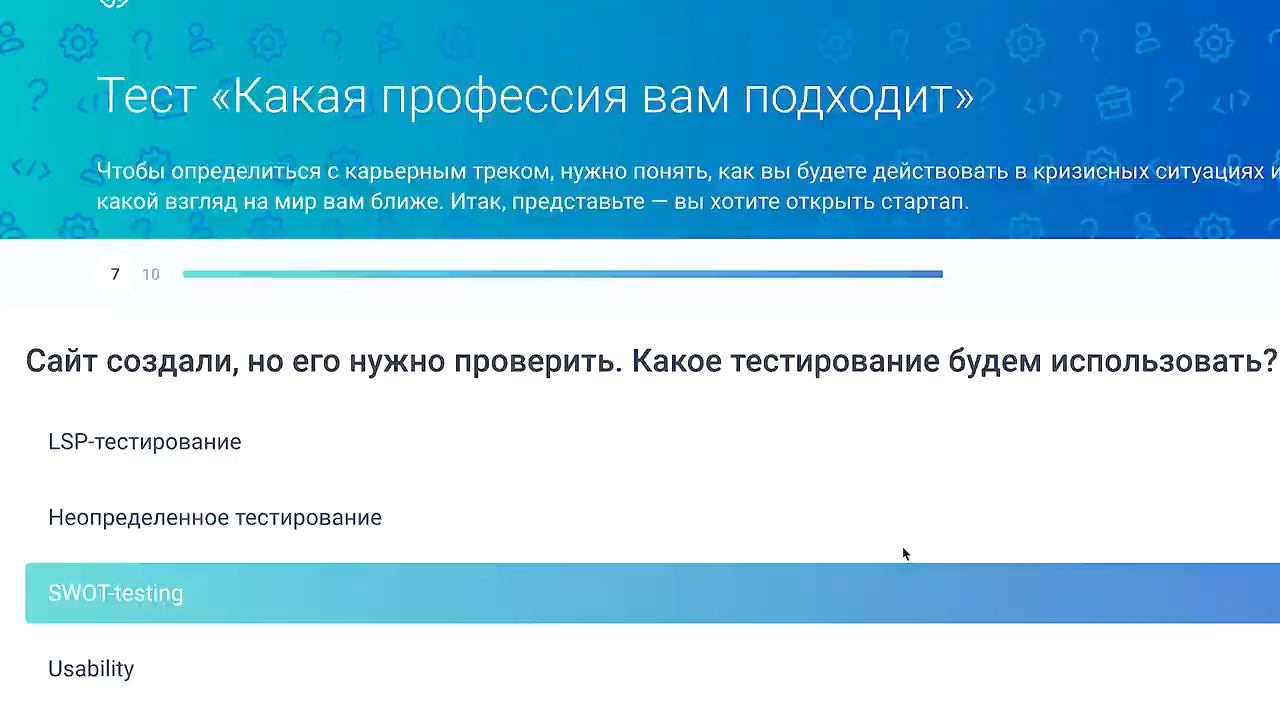 Тест «Какая профессия вам подходит»
Чтобы определиться с карьерным треком, нужно понять, как вы будете действовать в кризисных ситуациях и
какой взгляд на мир вам ближе. Итак, представьте — вы хотите открыть стартап.
7 10
Сайт создали, но его нужно проверить. Какое тестирование будем использовать?
LSP-тестирование
Неопределенное тестирование
SWOT-testing
Usability